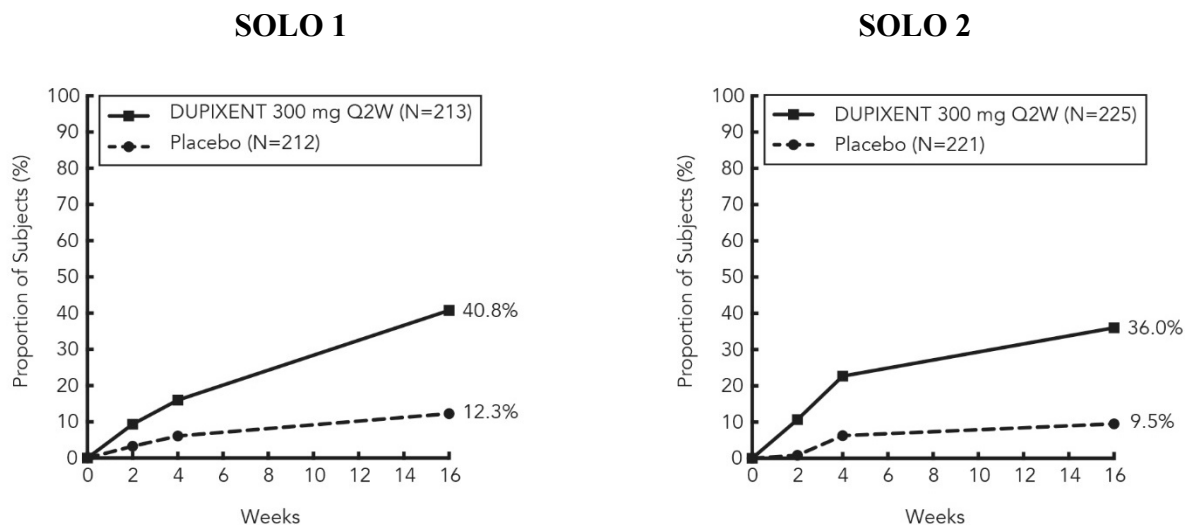 SOLO 1
DUPIXENT 300 mg Q2W (N=213)
Placebo (N=212)
Proportion of Subjects (%)
100
90
80
70
60
50
40
30
20
10
0
40.8%
12.3%
0 2 4 6 8 10 12 14 16
Weeks
SOLO 2
DUPIXENT 300 mg Q2W (N=225)
Placebo (N=221)
Proportion of Subjects (%)
100
90
80
70
60
50
40
30
20
10
0
36.0%
9.5%
0 2 4 6 8 10 12 14 16
Weeks